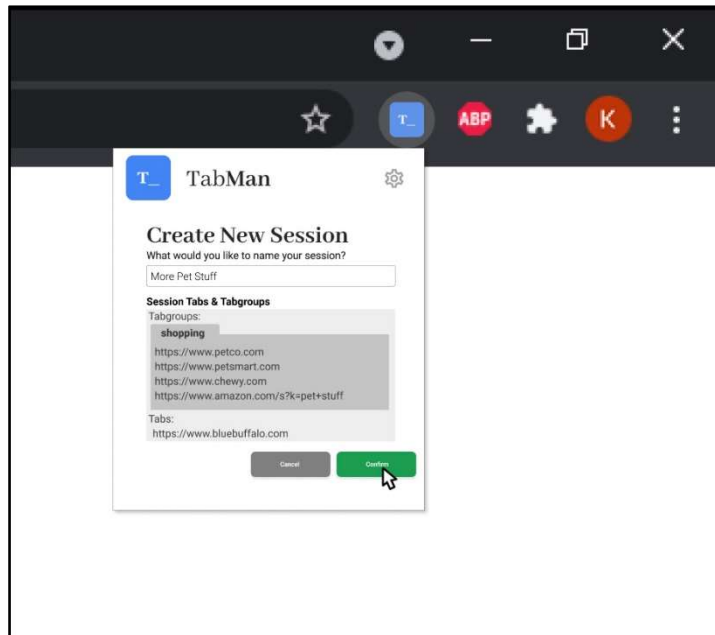 T_
ABP
K
T_ TabMan
Create New Session
What would you like to name your session?
More Pet Stuff
Session Tabs & Tabgroups
Tabgroups:
shopping
https://www.petco.com
https://www.petsmart.com
https://www.chewy.com
https://www.amazon.com/s?k=pet+stuff
Tabs:
https://www.bluebuffalo.com
Cancel
Confirm